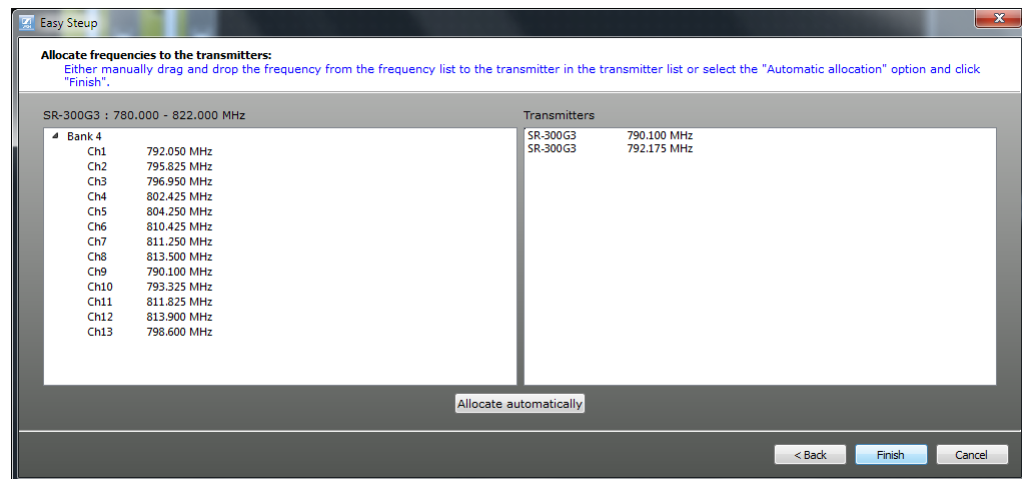 Easy Steup
Allocate frequencies to the transmitters:
Either manually drag and drop the frequency from the frequency list to the transmitter in the transmitter list or select the "Automatic allocation" option and click
"Finish".
SR-300G3 : 780.000 - 822.000 MHz
Bank 4
Ch1 792.050 MHz
Ch2 795.825 MHz
Ch3 796.950 MHz
Ch4 802.425 MHz
Ch5 804.250 MHz
Ch6 810.425 MHz
Ch7 811.250 MHz
Ch8 813.500 MHz
Ch9 790.100 MHz
Ch10 793.325 MHz
Ch11 811.825 MHz
Ch12 813.900 MHz
Ch13 798.600 MHz
Transmitters
SR-300G3 790.100 MHz
SR-300G3 792.175 MHz
Allocate automatically
< Back Finish Cancel